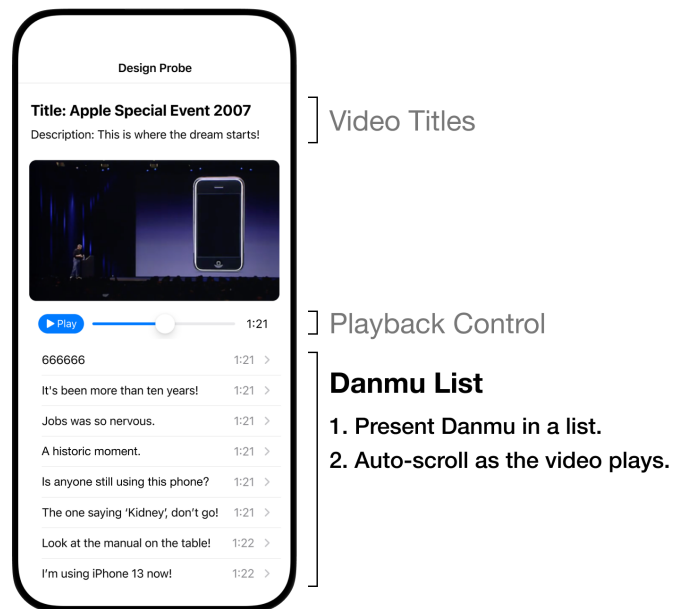 Design Probe
Title: Apple Special Event 2007
Description: This is where the dream starts!
Video Titles
Play 1:21
Playback Control
666666 1:21
It's been more than ten years! 1:21
Jobs was so nervous. 1:21
A historic moment. 1:21
Is anyone still using this phone? 1:21
The one saying ‘Kidney’, don’t go! 1:21
Look at the manual on the table! 1:22
I’m using iPhone 13 now! 1:22
Danmu List
1. Present Danmu in a list.
2. Auto-scroll as the video plays.